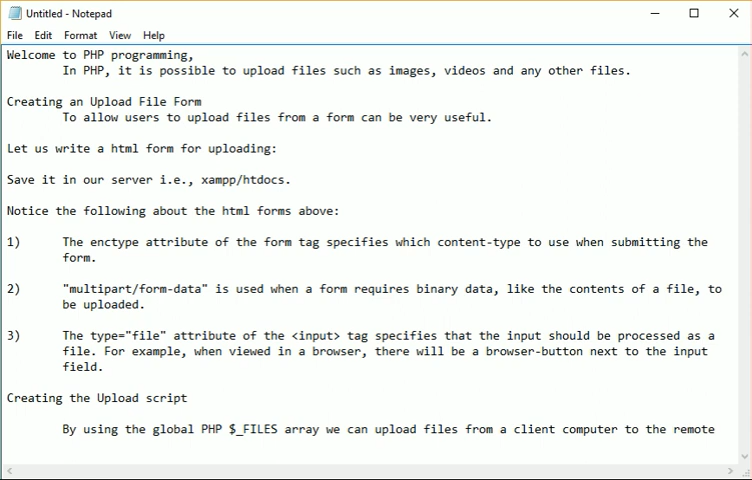 Untitled - Notepad
File Edit Format View Help
Welcome to PHP programming,
In PHP, it is possible to upload files such as images, videos and any other files.
Creating an Upload File Form
To allow users to upload files from a form can be very useful.
Let us write a html form for uploading:
Save it in our server i.e., xampp/htdocs.
Notice the following about the html forms above:
1) The enctype attribute of the form tag specifies which content-type to use when submitting the
form.
2) "multipart/form-data" is used when a form requires binary data, like the contents of a file, to
be uploaded.
3) The type="file" attribute of the <input> tag specifies that the input should be processed as a
file. For example, when viewed in a browser, there will be a browser-button next to the input
field.
Creating the Upload script
By using the global PHP $_FILES array we can upload files from a client computer to the remote